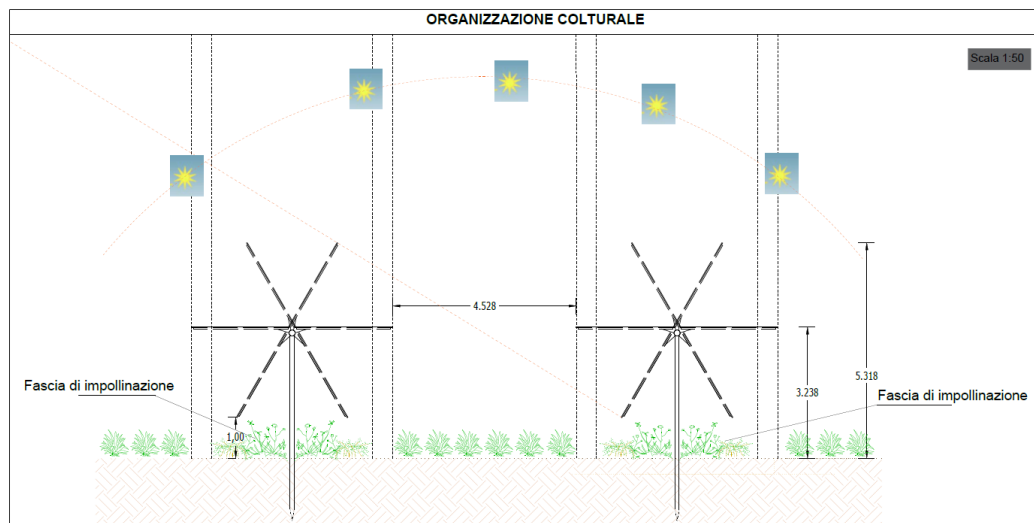 ORGANIZZAZIONE COLTURALE
Scala 1:50
4.528
Fascia di impollinazione
3.238
5.318
Fascia di impollinazione
1,00